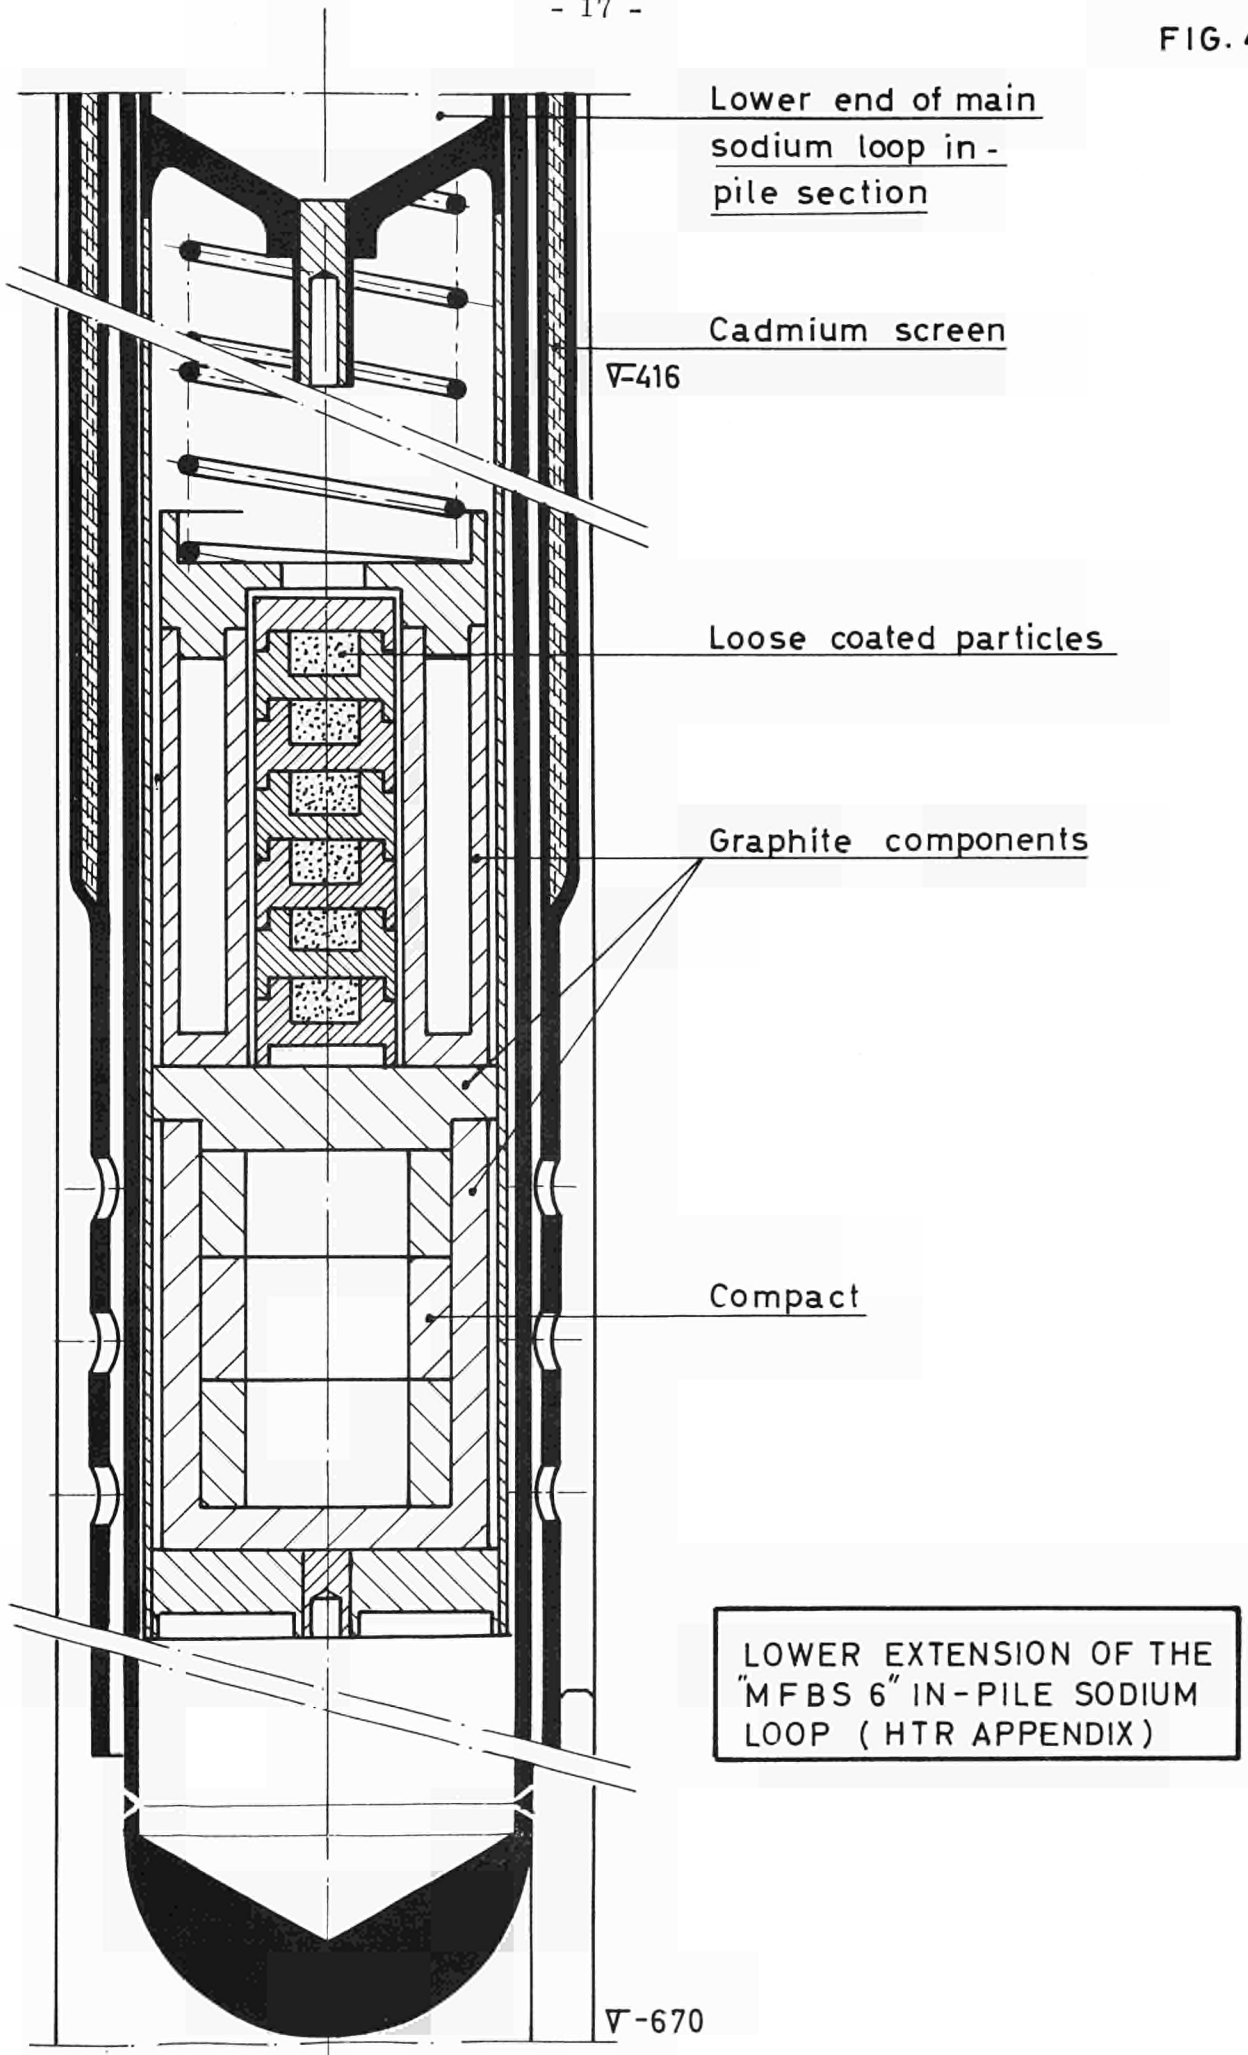 - 17 -
FIG. 4
Lower end of main
sodium loop in-
pile section
Cadmium screen
∇-416
Loose coated particles
Graphite components
Compact
LOWER EXTENSION OF THE
"MFBS 6" IN-PILE SODIUM
LOOP (HTR APPENDIX)
∇-670